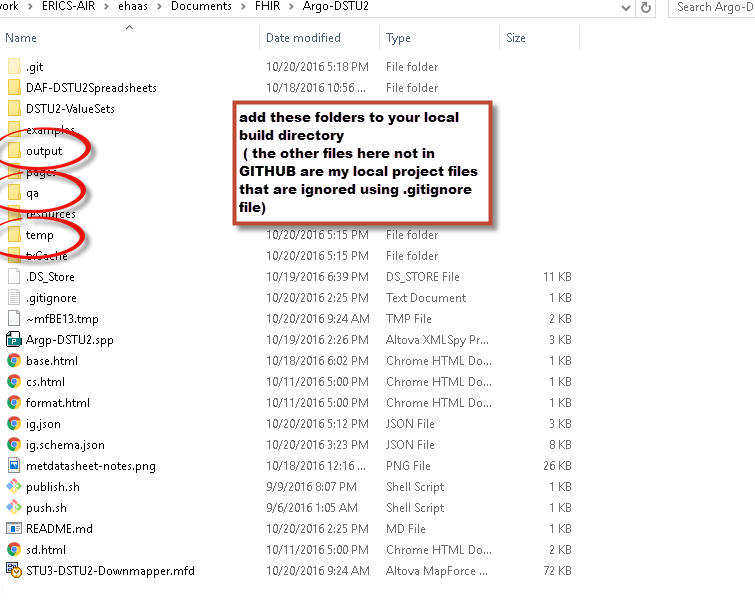 work > ERICS-AIR > ehaas > Documents > FHIR > Argo-DSTU2
Search Argo-D
Name Date modified Type Size
.git 10/20/2016 5:18 PM File folder
DAF-DSTU2Spreadsheets 10/18/2016 10:56 ... File folder
DSTU2-ValueSets
examples
output
pages
qa
resources
add these folders to your local
build directory
( the other files here not in
GITHUB are my local project files
that are ignored using .gitignore
file)
temp 10/20/2016 5:15 PM File folder
txCache 10/20/2016 5:15 PM File folder
.DS_Store 10/19/2016 6:39 PM DS_STORE File 11 KB
.gitignore 10/20/2016 2:25 PM Text Document 1 KB
~mfBE13.tmp 10/20/2016 9:24 AM TMP File 2 KB
Argp-DSTU2.spp 10/19/2016 2:26 PM Altova XMLSpy Pr... 3 KB
base.html 10/18/2016 6:02 PM Chrome HTML Do... 1 KB
cs.html 10/11/2016 5:00 PM Chrome HTML Do... 1 KB
format.html 10/11/2016 5:00 PM Chrome HTML Do... 1 KB
ig.json 10/20/2016 5:12 PM JSON File 3 KB
ig.schema.json 10/20/2016 3:23 PM JSON File 8 KB
metdatasheet-notes.png 10/18/2016 12:16 ... PNG File 26 KB
publish.sh 9/9/2016 8:07 PM Shell Script 1 KB
push.sh 9/6/2016 1:05 AM Shell Script 1 KB
README.md 10/20/2016 2:25 PM MD File 1 KB
sd.html 10/11/2016 5:00 PM Chrome HTML Do... 2 KB
STU3-DSTU2-Downmapper.mfd 10/20/2016 9:24 AM Altova MapForce ... 72 KB